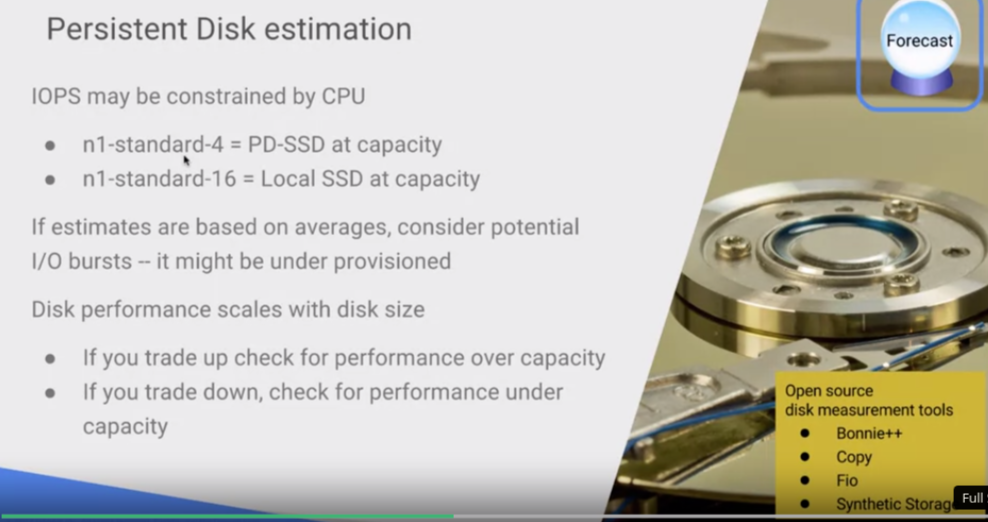 Persistent Disk estimation
Forecast
IOPS may be constrained by CPU
● n1-standard-4 = PD-SSD at capacity
● n1-standard-16 = Local SSD at capacity
If estimates are based on averages, consider potential
I/O bursts -- it might be under provisioned
Disk performance scales with disk size
● If you trade up check for performance over capacity
● If you trade down, check for performance under
capacity
Open source
disk measurement tools
● Bonnie++
● Copy
● Fio
● Synthetic Storag
Full